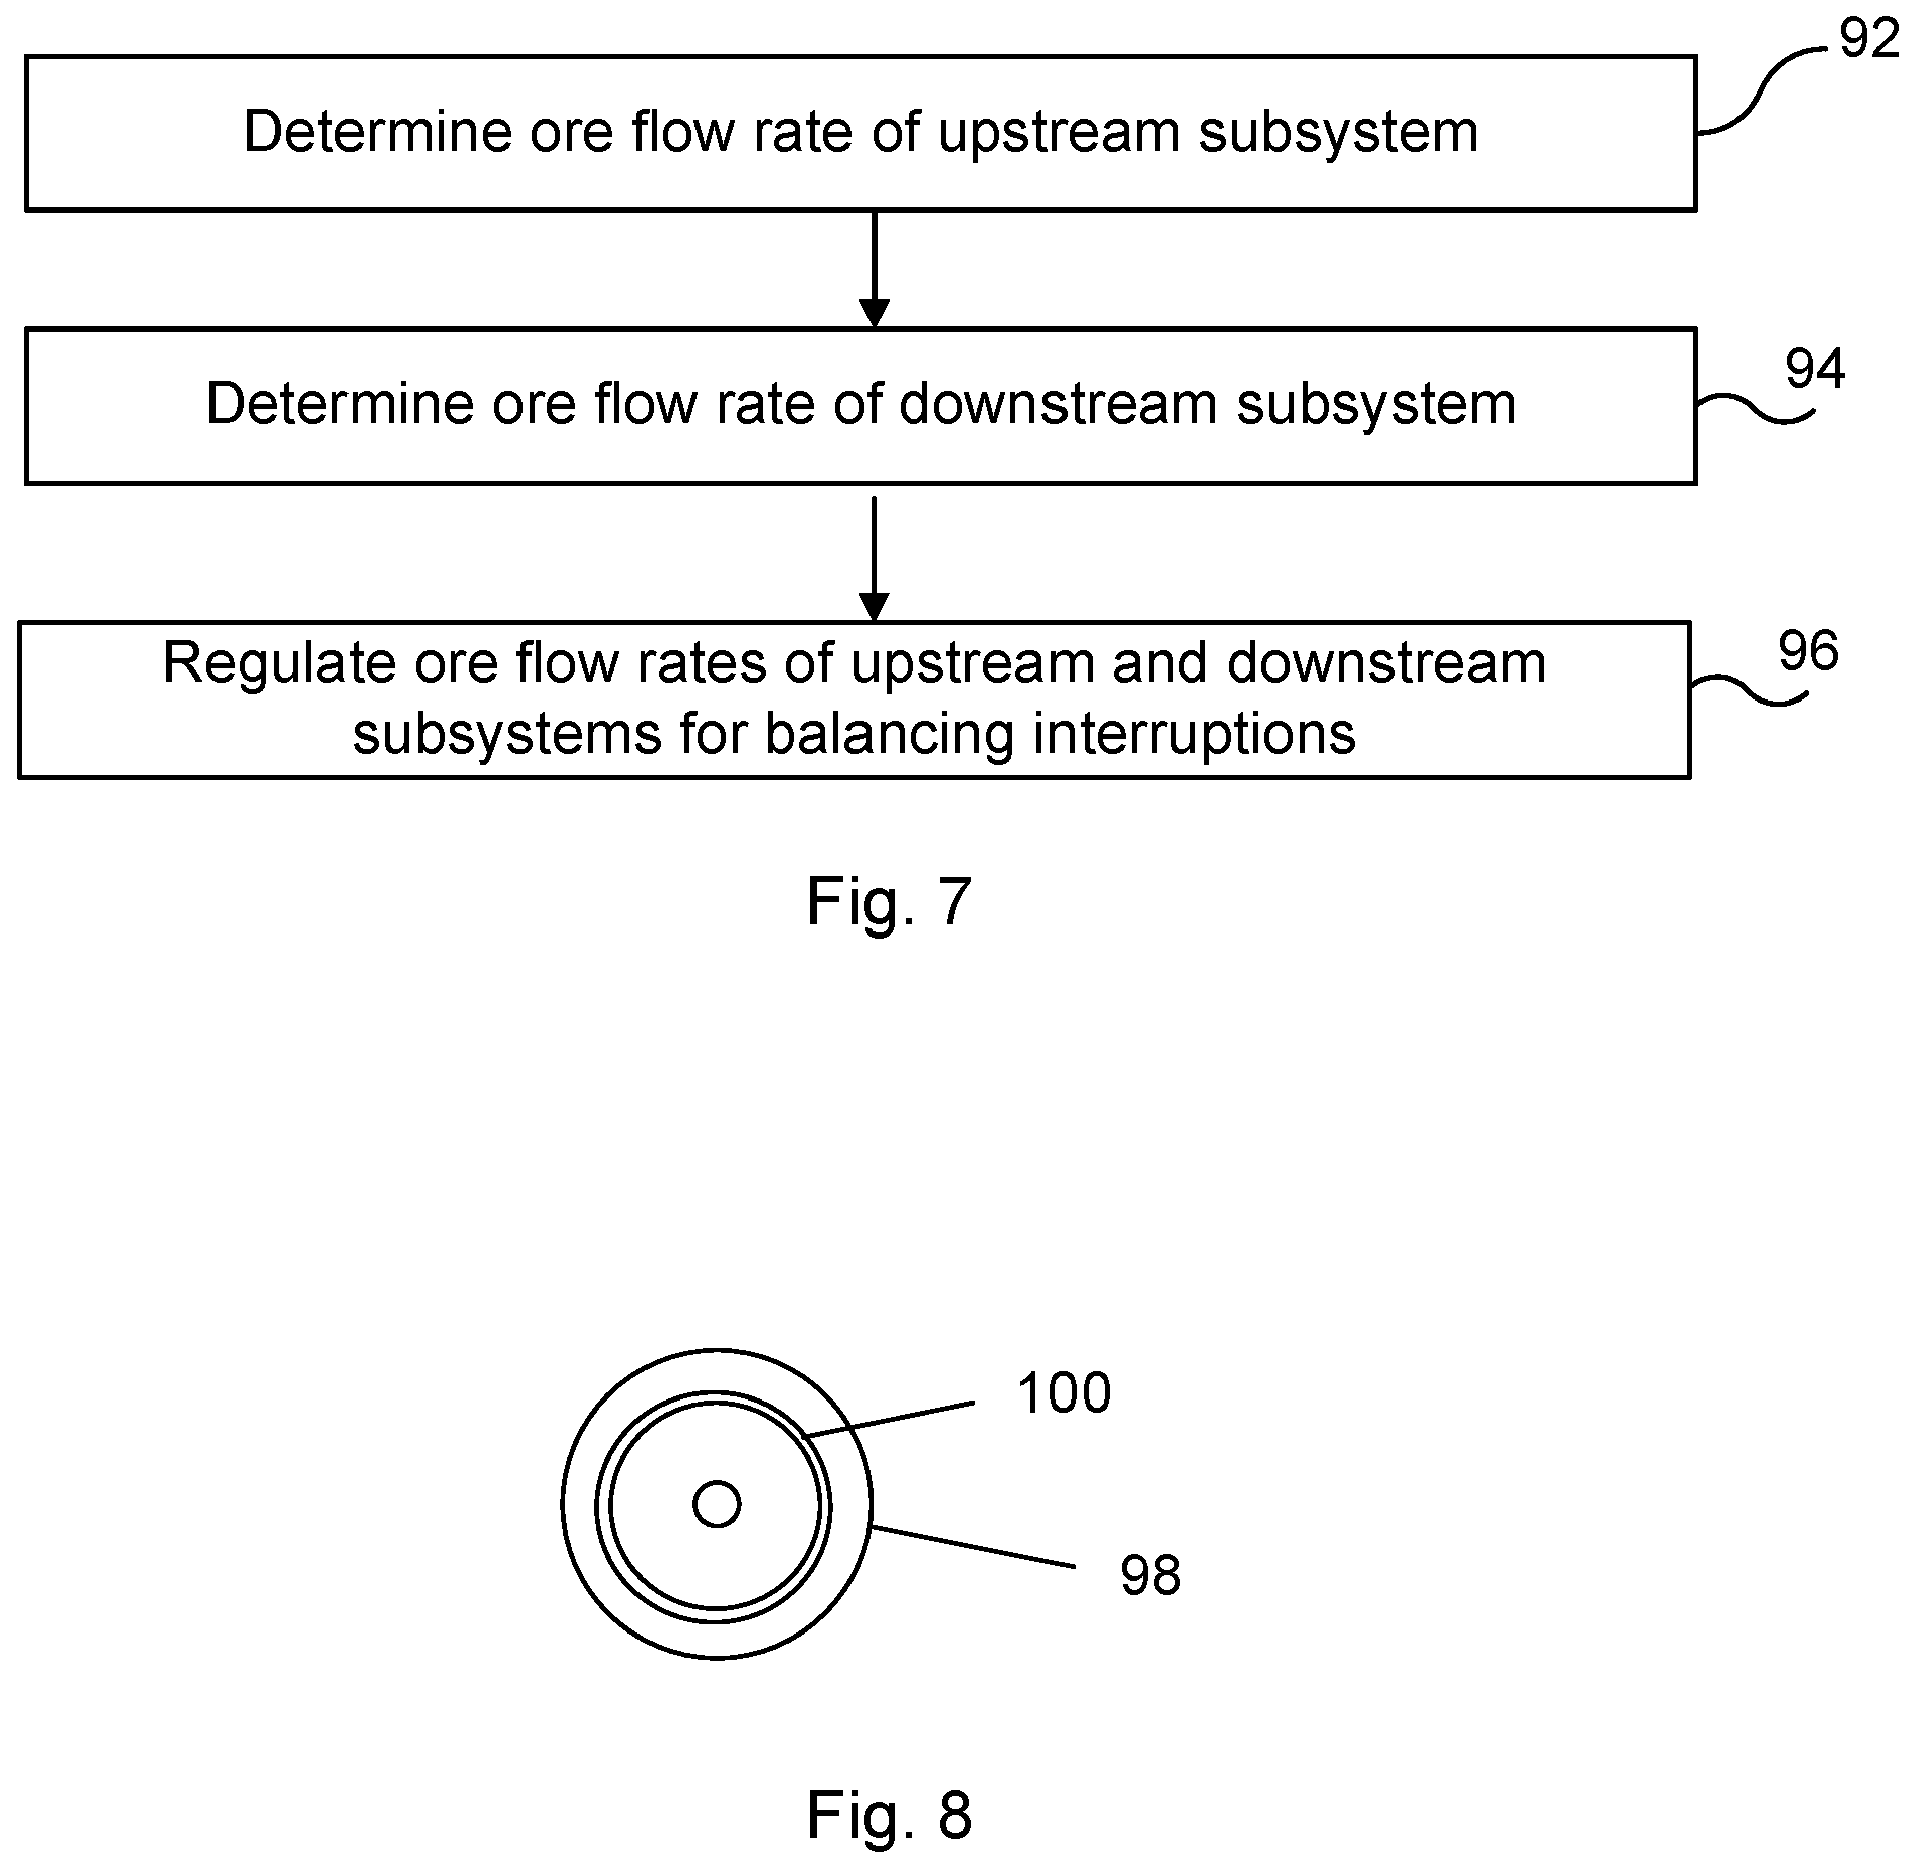 92
Determine ore flow rate of upstream subsystem
94
Determine ore flow rate of downstream subsystem
96
Regulate ore flow rates of upstream and downstream
subsystems for balancing interruptions
Fig. 7
100
98
Fig. 8